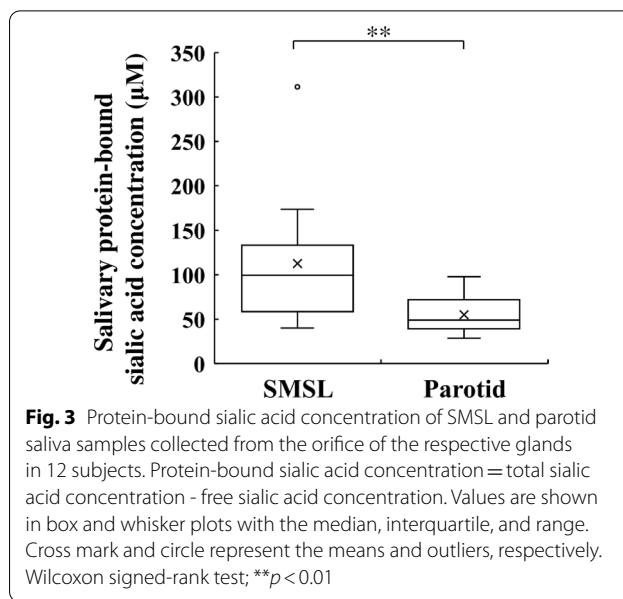 **
Salivary protein-bound
sialic acid concentration (μM)
350
300
250
200
150
100
50
0
SMSL Parotid
Fig. 3 Protein-bound sialic acid concentration of SMSL and parotid
saliva samples collected from the orifice of the respective glands
in 12 subjects. Protein-bound sialic acid concentration = total sialic
acid concentration - free sialic acid concentration. Values are shown
in box and whisker plots with the median, interquartile, and range.
Cross mark and circle represent the means and outliers, respectively.
Wilcoxon signed-rank test; **p < 0.01